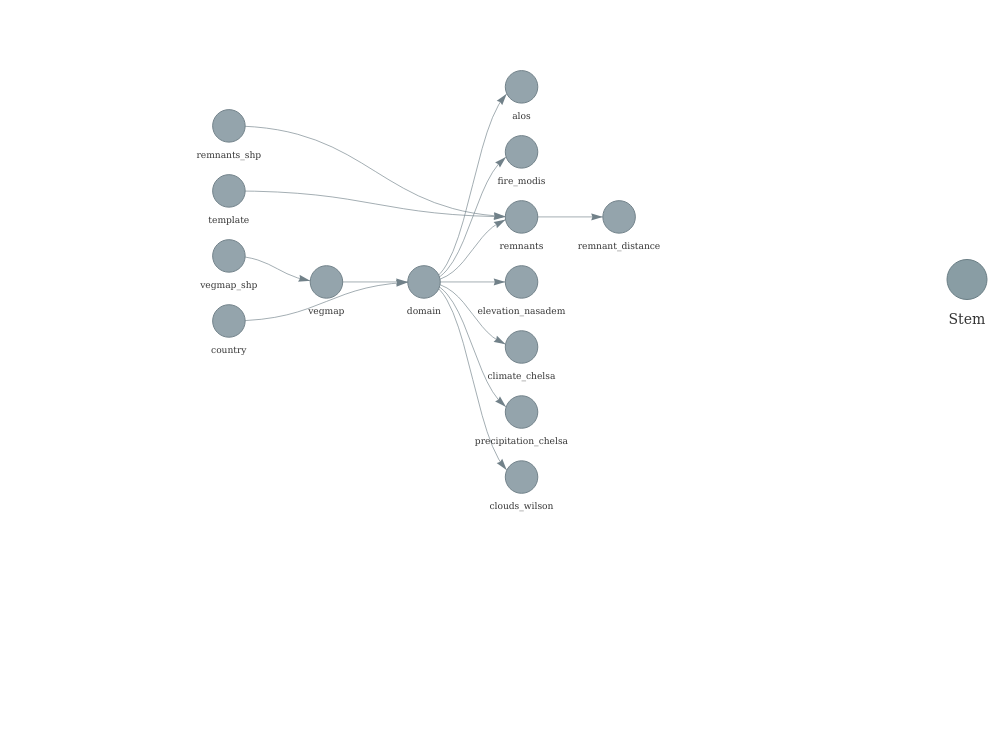 alos
remnants_shp
fire_modis
template
remnants
remnant_distance
vegmap_shp
vegmap
domain
elevation_nasadem
Stem
country
climate_chelsa
precipitation_chelsa
clouds_wilson